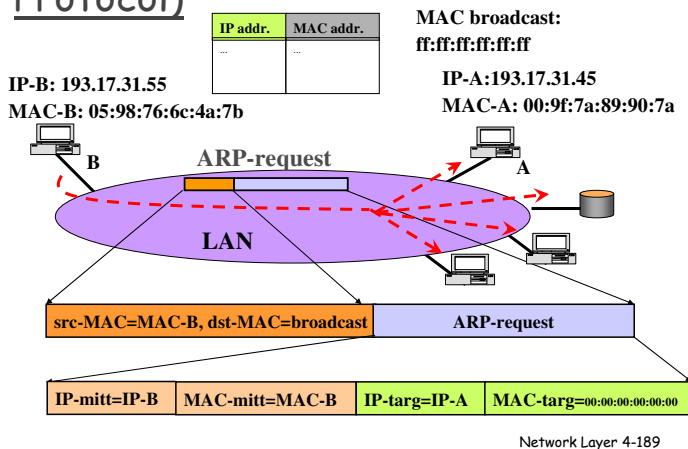 Protocol)
IP addr. MAC addr.
... ...
MAC broadcast:
ff:ff:ff:ff:ff:ff
IP-B: 193.17.31.55
MAC-B: 05:98:76:6c:4a:7b
IP-A:193.17.31.45
MAC-A: 00:9f:7a:89:90:7a
B
ARP-request
A
LAN
src-MAC=MAC-B, dst-MAC=broadcast ARP-request
IP-mitt=IP-B MAC-mitt=MAC-B IP-targ=IP-A MAC-targ=00:00:00:00:00:00
Network Layer 4-189